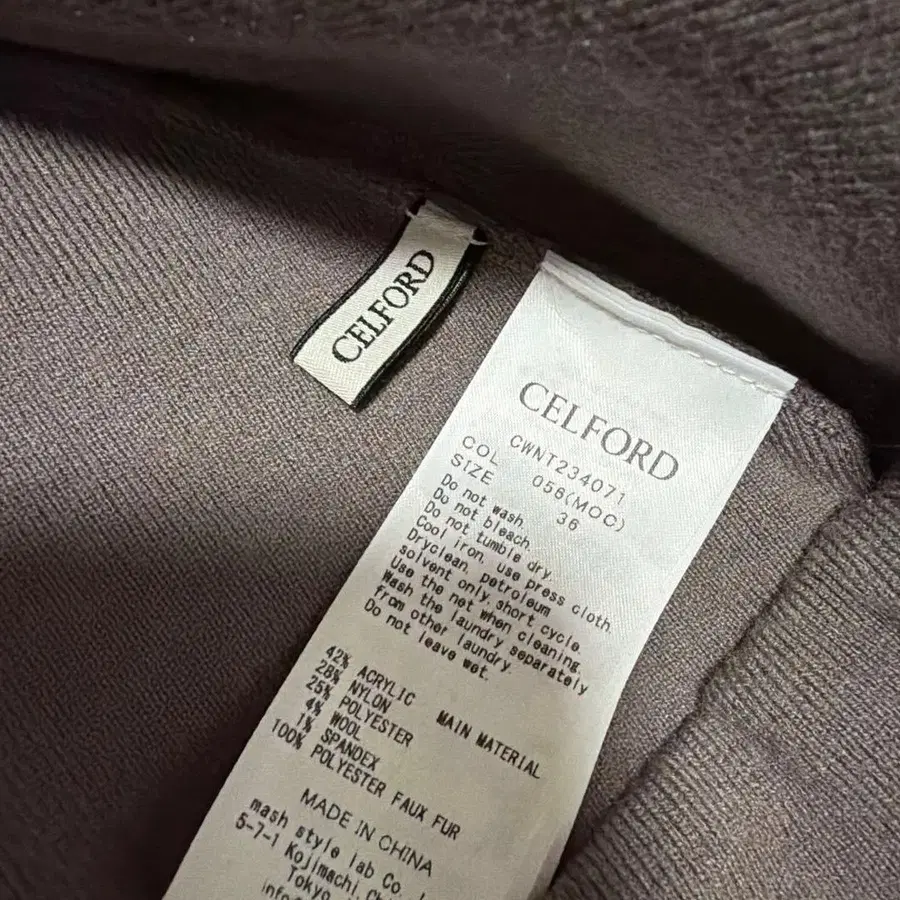 CELFORD
CELFORD
CWNT234071
COL 056(MOC)
SIZE 36
Do not wash.
Do not bleach.
Do not tumble dry.
Cool iron, use press cloth.
Dryclean, petroleum
solvent only, short cycle.
Use the net when cleaning.
Wash the laundry separately
from other laundry.
Do not leave wet.
42% ACRYLIC
28% NYLON
25% POLYESTER MAIN MATERIAL
4% WOOL
1% SPANDEX
100% POLYESTER FAUX FUR
MADE IN CHINA
mash style lab Co.
5-7-1 Kojimachi,
Tokyo